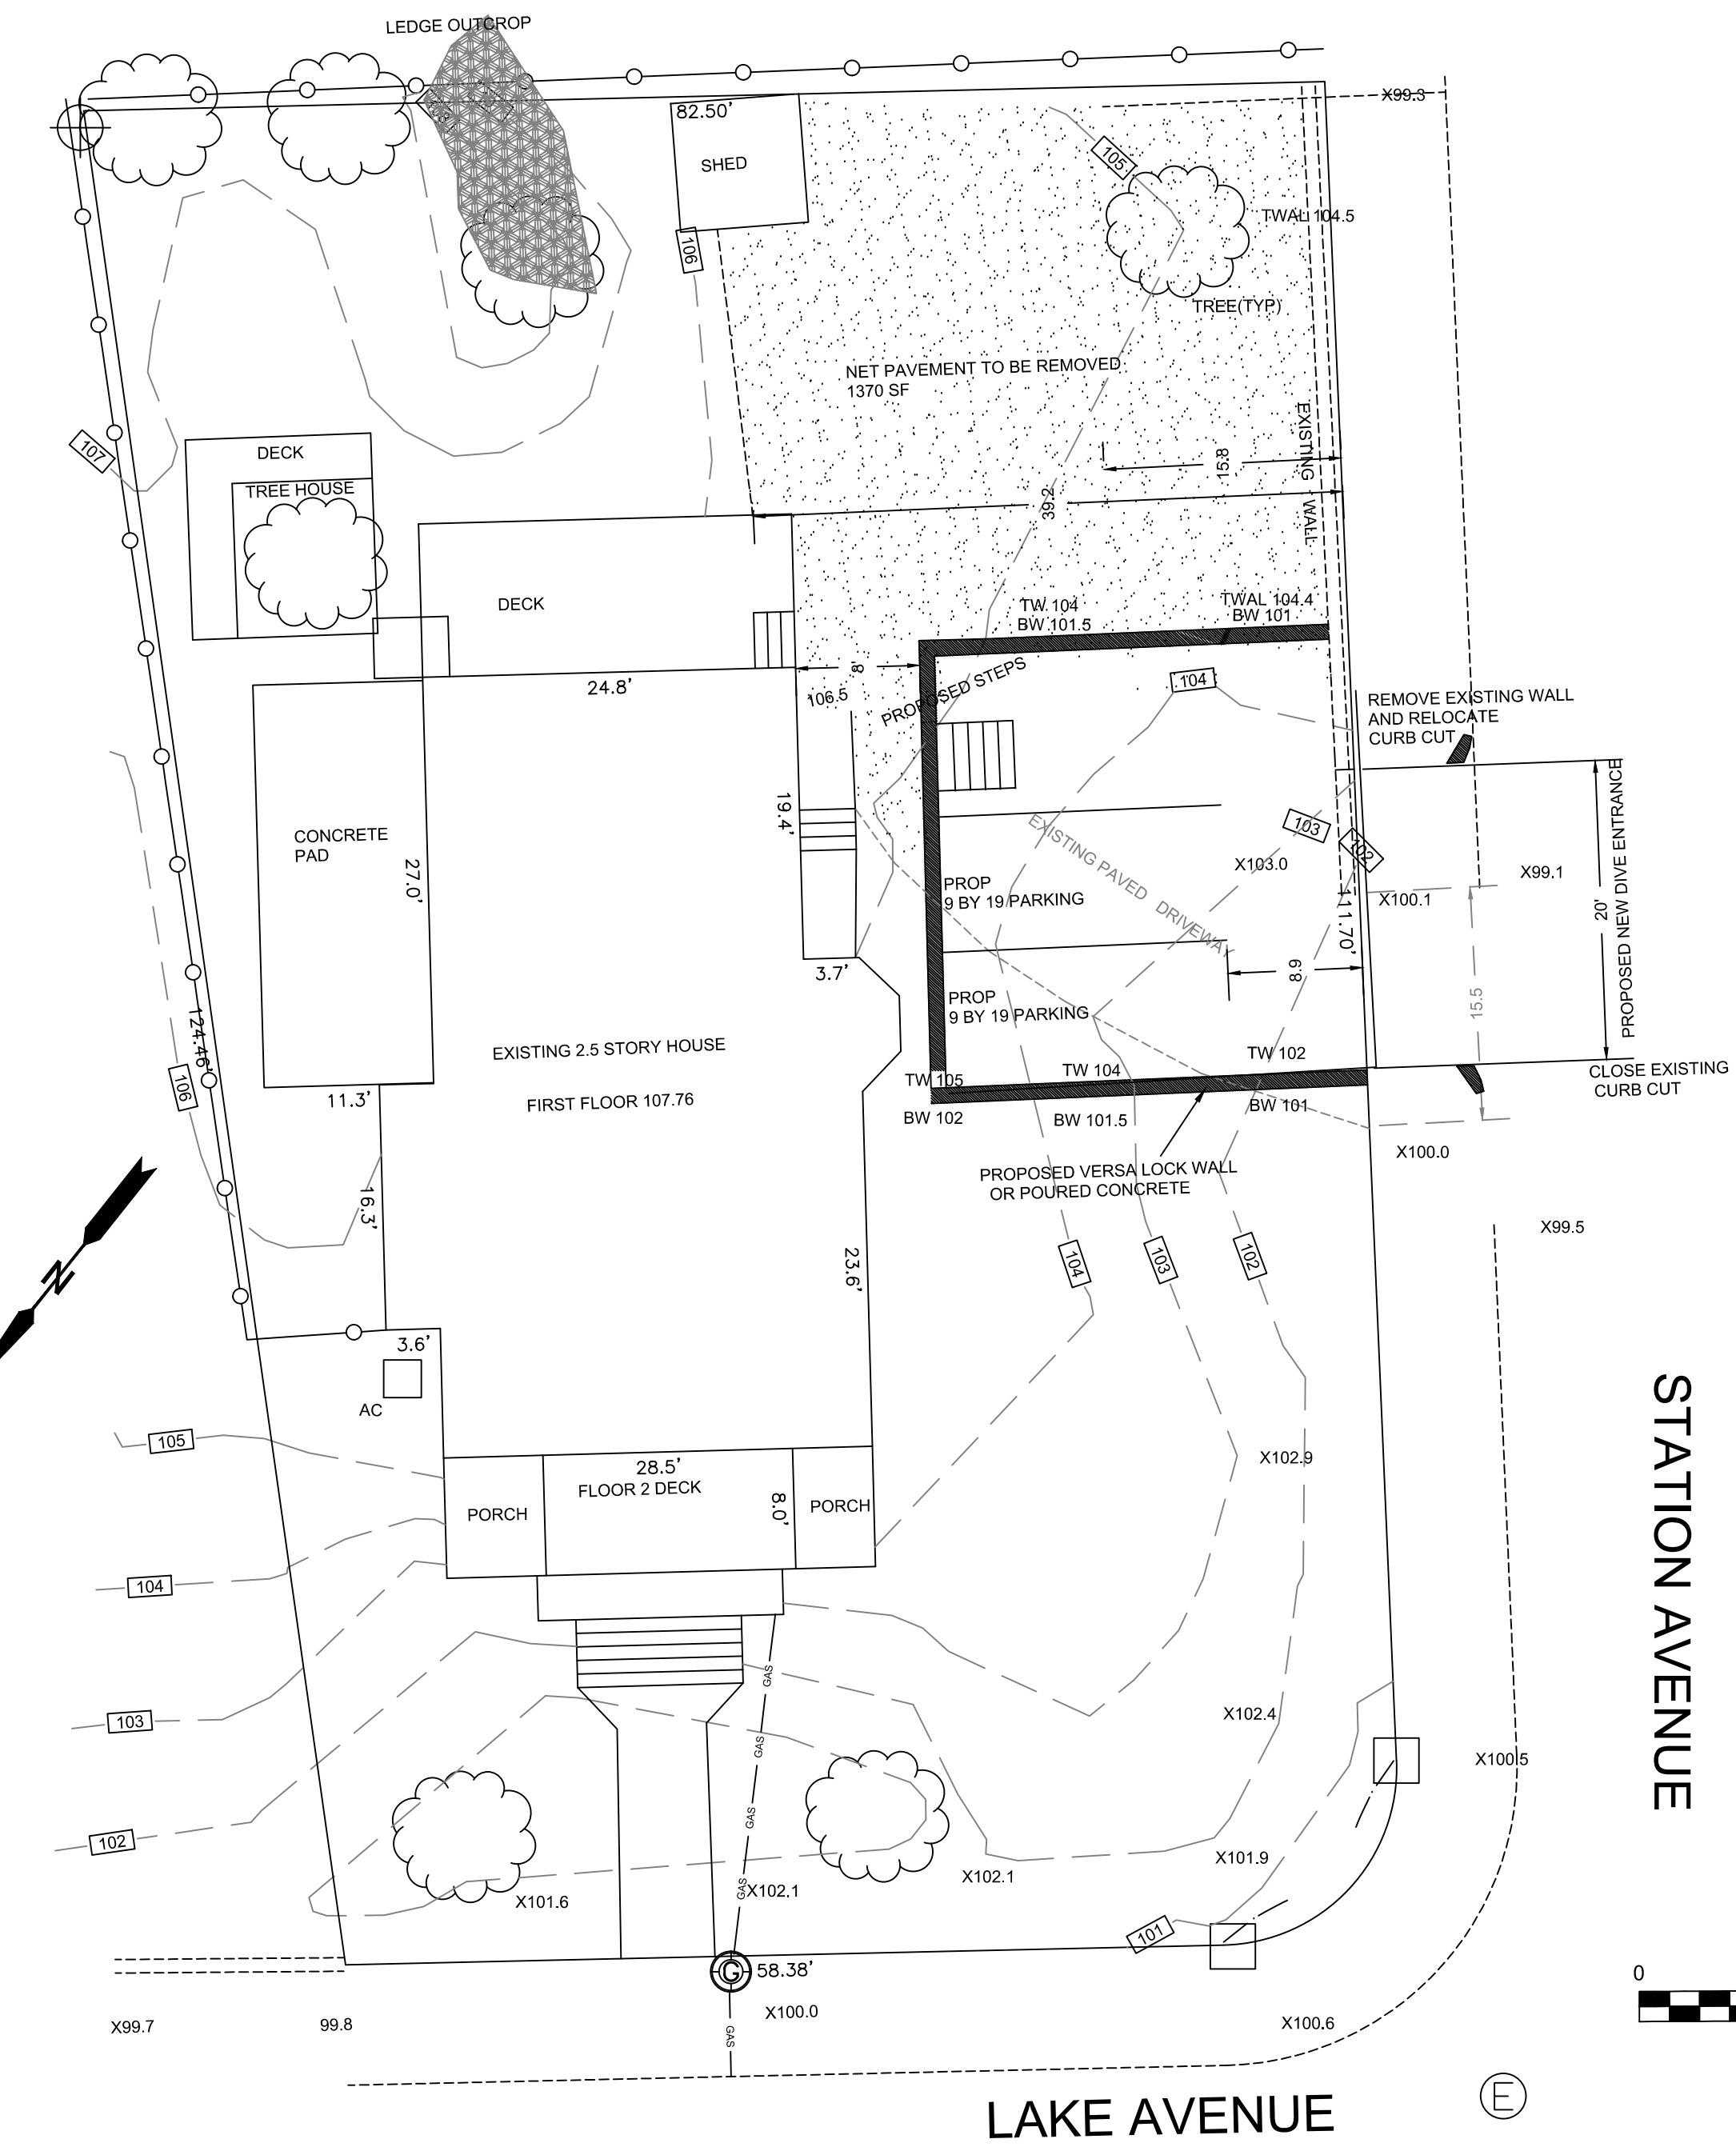 LEDGE OUTCROP
X99.3
82.50'
SHED
105
TWAL 104.5
106
TREE(TYP)
NET PAVEMENT TO BE REMOVED
1370 SF
EXISTING WALL
107
DECK
TREE HOUSE
15.8
39.2
DECK
TW 104
BW 101.5
TWAL 104.4
BW 101
24.8'
8'
106.5
PROPOSED STEPS
104
REMOVE EXISTING WALL
AND RELOCATE
CURB CUT
19.4'
CONCRETE
PAD
27.0'
EXISTING PAVED DRIVEWAY
103
102
X103.0
X99.1
X100.1
PROP
9 BY 19 PARKING
111.70'
20'
PROPOSED NEW DIVE ENTRANCE
3.7'
8.9
15.5
PROP
9 BY 19 PARKING
124.46'
EXISTING 2.5 STORY HOUSE
FIRST FLOOR 107.76
106
11.3'
TW 105
BW 102
TW 104
BW 101.5
TW 102
BW 101
CLOSE EXISTING
CURB CUT
X100.0
PROPOSED VERSA LOCK WALL
OR POURED CONCRETE
16.3'
23.6'
104
103
102
X99.5
N
3.6'
AC
105
28.5'
FLOOR 2 DECK
8.0'
PORCH
PORCH
X102.9
STATION AVENUE
104
103
GAS
GAS
GAS
GAS
X102.4
X100.5
102
X101.6
X102.1
X102.1
X101.9
101
G
58.38'
X99.7
99.8
X100.0
GAS
X100.6
0
LAKE AVENUE
E